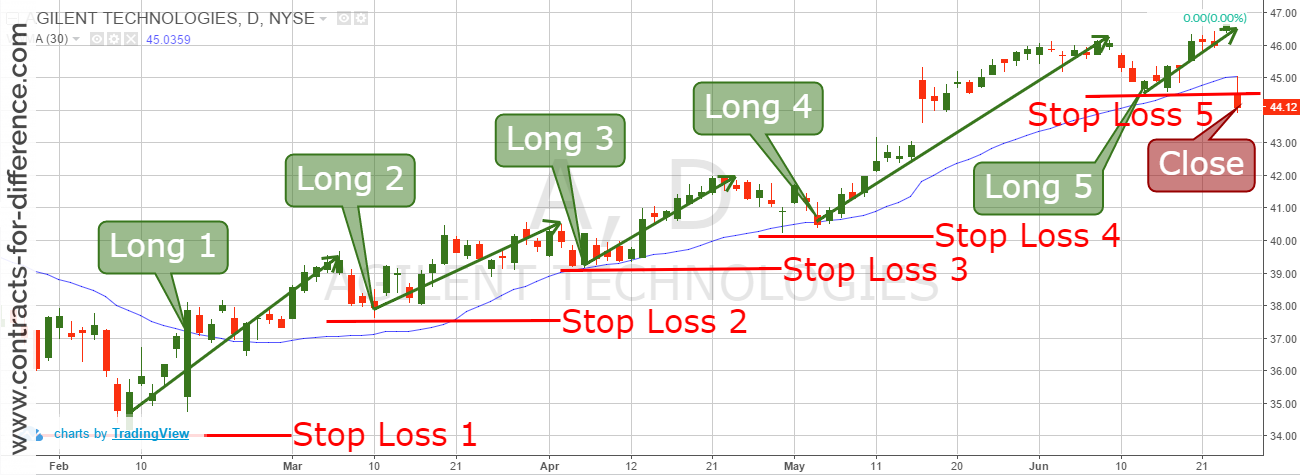 AGILENT TECHNOLOGIES, D, NYSE
0.00(0.00%)
MA (30) 45.0359
www.contracts-for-difference.com
A, D
AGILENT TECHNOLOGIES
Long 1
Long 2
Long 3
Long 4
Long 5
Close
Stop Loss 1
Stop Loss 2
Stop Loss 3
Stop Loss 4
Stop Loss 5
47.00
46.00
45.00
44.12
43.00
42.00
41.00
40.00
39.00
38.00
37.00
36.00
35.00
34.00
charts by TradingView
Feb 10 21 Mar 10 21 Apr 12 21 May 11 21 Jun 10 21